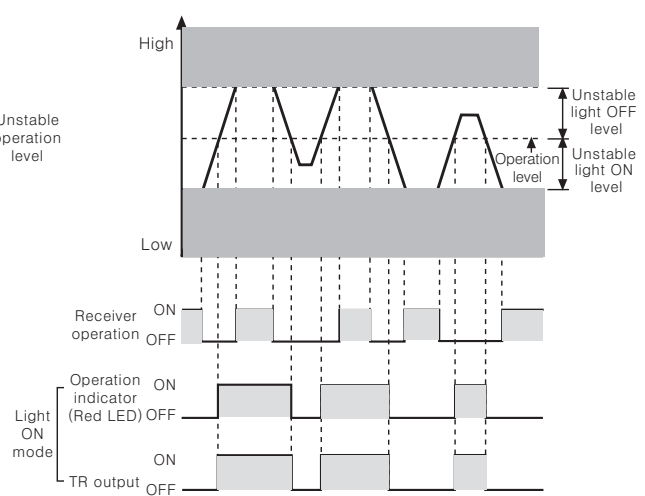 High
Unstable
operation
level
Low
Unstable
light OFF
level
Operation
level
Unstable
light ON
level
Receiver
operation
ON
OFF
Light
ON
mode
Operation
indicator
(Red LED)
ON
OFF
TR output
ON
OFF